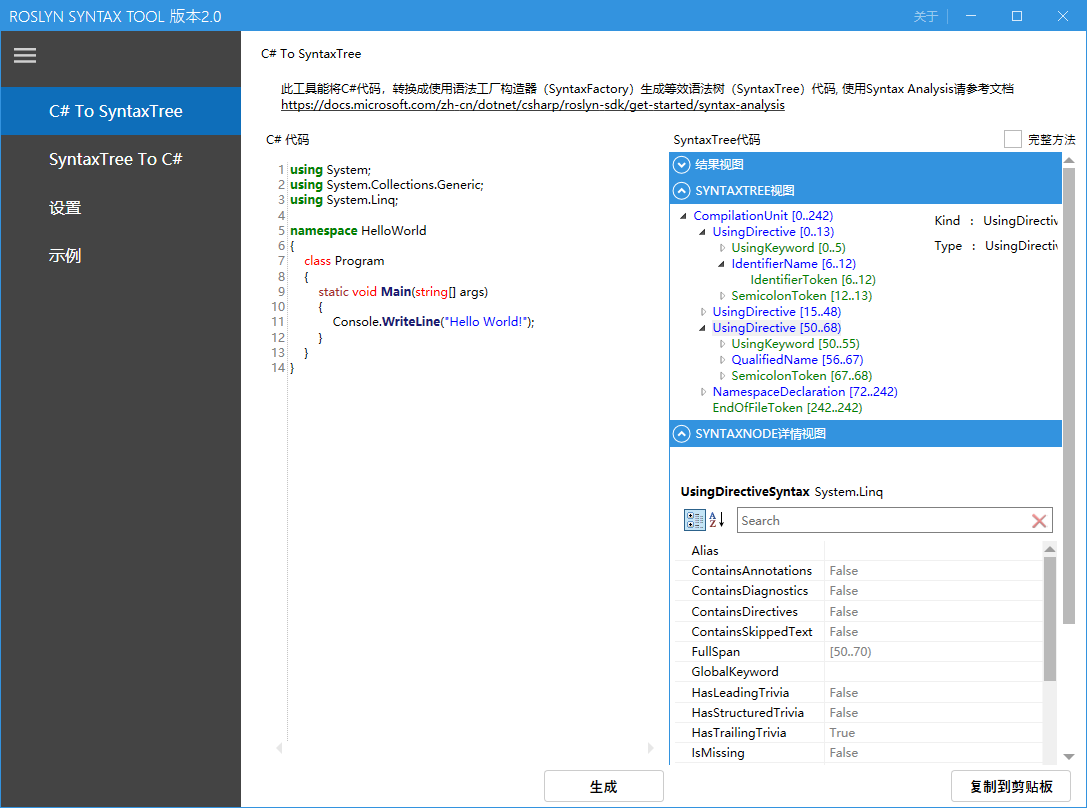 ROSLYN SYNTAX TOOL 版本2.0
关于
C# To SyntaxTree
SyntaxTree To C#
设置
示例
C# To SyntaxTree
此工具能将C#代码，转换成使用语法工厂构造器（SyntaxFactory）生成等效语法树（SyntaxTree）代码, 使用Syntax Analysis请参考文档
https://docs.microsoft.com/zh-cn/dotnet/csharp/roslyn-sdk/get-started/syntax-analysis
C# 代码
1 using System;
2 using System.Collections.Generic;
3 using System.Linq;
4
5 namespace HelloWorld
6 {
7 class Program
8 {
9 static void Main(string[] args)
10 {
11 Console.WriteLine("Hello World!");
12 }
13 }
14 }
生成
SyntaxTree代码
完整方法
结果视图
SYNTAXTREE视图
CompilationUnit [0..242)
UsingDirective [0..13)
UsingKeyword [0..5)
IdentifierName [6..12)
IdentifierToken [6..12)
SemicolonToken [12..13)
UsingDirective [15..48)
UsingDirective [50..68)
UsingKeyword [50..55)
QualifiedName [56..67)
SemicolonToken [67..68)
NamespaceDeclaration [72..242)
EndOfFileToken [242..242)
Kind : UsingDirectiv
Type : UsingDirectiv
SYNTAXNODE详情视图
UsingDirectiveSyntax System.Linq
Search
Alias
ContainsAnnotations False
ContainsDiagnostics False
ContainsDirectives False
ContainsSkippedText False
FullSpan [50..70)
GlobalKeyword
HasLeadingTrivia False
HasStructuredTrivia False
HasTrailingTrivia True
IsMissing False
复制到剪贴板